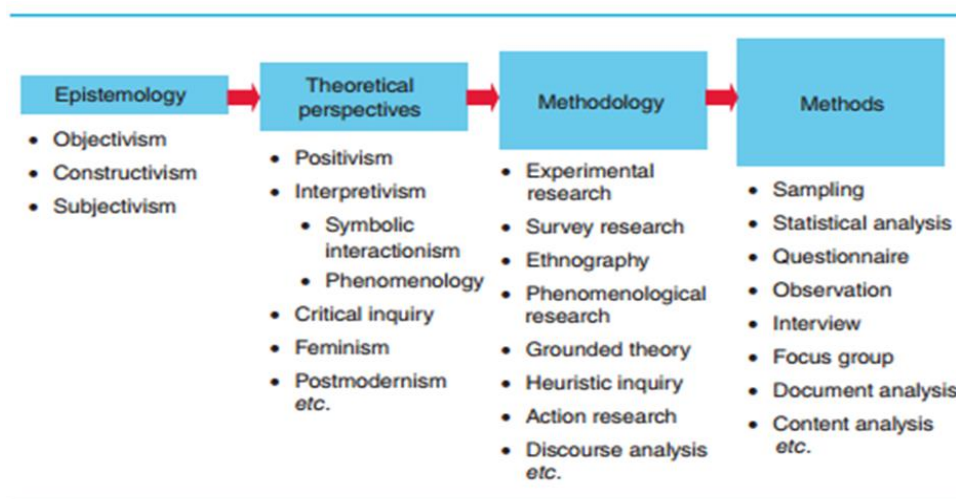 Epistemology
• Objectivism
• Constructivism
• Subjectivism
Theoretical
perspectives
• Positivism
• Interpretivism
• Symbolic
interactionism
• Phenomenology
• Critical inquiry
• Feminism
• Postmodernism
etc.
Methodology
• Experimental
research
• Survey research
• Ethnography
• Phenomenological
research
• Grounded theory
• Heuristic inquiry
• Action research
• Discourse analysis
etc.
Methods
• Sampling
• Statistical analysis
• Questionnaire
• Observation
• Interview
• Focus group
• Document analysis
• Content analysis
etc.